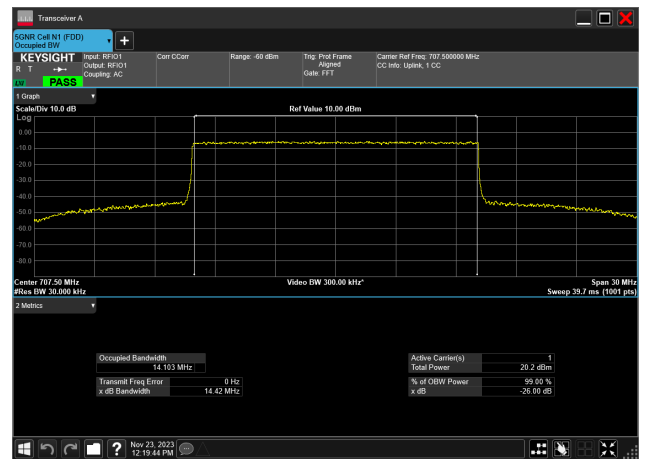 Transceiver A
5GNR Cell N1 (FDD)
Occupied BW
KEYSIGHT
R T
LXI
PASS
Input: RFIO1
Output: RFIO1
Coupling: AC
Corr CCorr
Range: -60 dBm
Trig: Prot Frame
Aligned
Gate: FFT
Carrier Ref Freq: 707.500000 MHz
CC Info: Uplink, 1 CC
1 Graph
Scale/Div 10.0 dB
Ref Value 10.00 dBm
Log
0.00
-10.0
-20.0
-30.0
-40.0
-50.0
-60.0
-70.0
-80.0
Center 707.50 MHz
Video BW 300.00 kHz*
Span 30 MHz
#Res BW 30.000 kHz
Sweep 39.7 ms (1001 pts)
2 Metrics
Occupied Bandwidth
14.103 MHz
Transmit Freq Error 0 Hz
x dB Bandwidth 14.42 MHz
Active Carrier(s) 1
Total Power 20.2 dBm
% of OBW Power 99.00 %
x dB -26.00 dB
?
Nov 23, 2023
12:19:44 PM